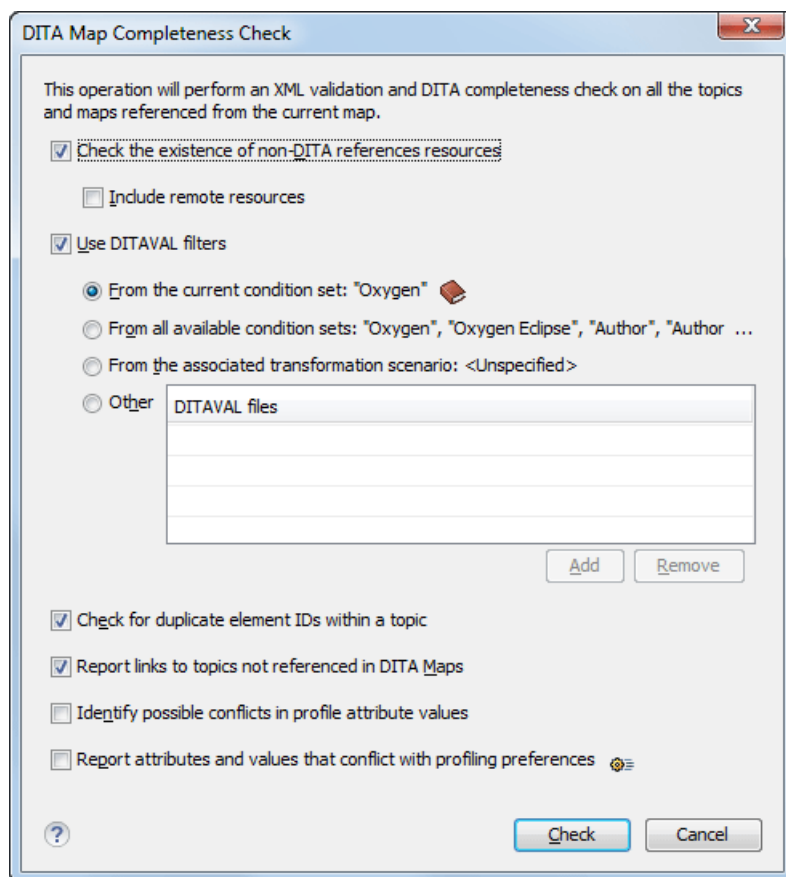 DITA Map Completeness Check
This operation will perform an XML validation and DITA completeness check on all the topics
and maps referenced from the current map.
Check the existence of non-DITA references resources
Include remote resources
Use DITAVAL filters
From the current condition set: "Oxygen"
From all available condition sets: "Oxygen", "Oxygen Eclipse", "Author", "Author ...
From the associated transformation scenario: <Unspecified>
Other
DITAVAL files
Add
Remove
Check for duplicate element IDs within a topic
Report links to topics not referenced in DITA Maps
Identify possible conflicts in profile attribute values
Report attributes and values that conflict with profiling preferences
?
Check
Cancel